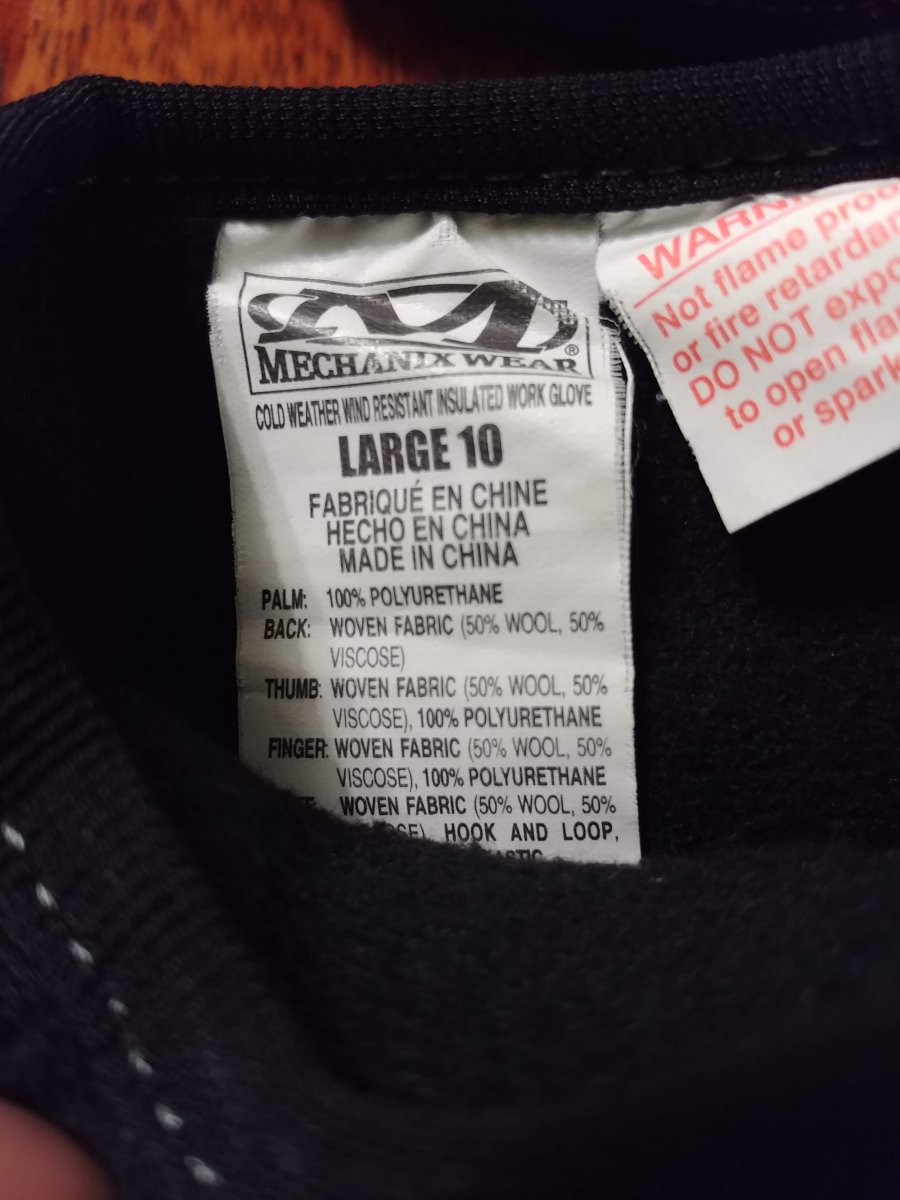 MECHANIX WEAR®
COLD WEATHER WIND RESISTANT INSULATED WORK GLOVE
LARGE 10
FABRIQUÉ EN CHINE
HECHO EN CHINA
MADE IN CHINA
PALM: 100% POLYURETHANE
BACK: WOVEN FABRIC (50% WOOL, 50%
VISCOSE)
THUMB: WOVEN FABRIC (50% WOOL, 50%
VISCOSE), 100% POLYURETHANE
FINGER: WOVEN FABRIC (50% WOOL, 50%
VISCOSE), 100% POLYURETHANE
WOVEN FABRIC (50% WOOL, 50%
HOOK AND LOOP,
Not flame
or fire
DO NOT
to open
or